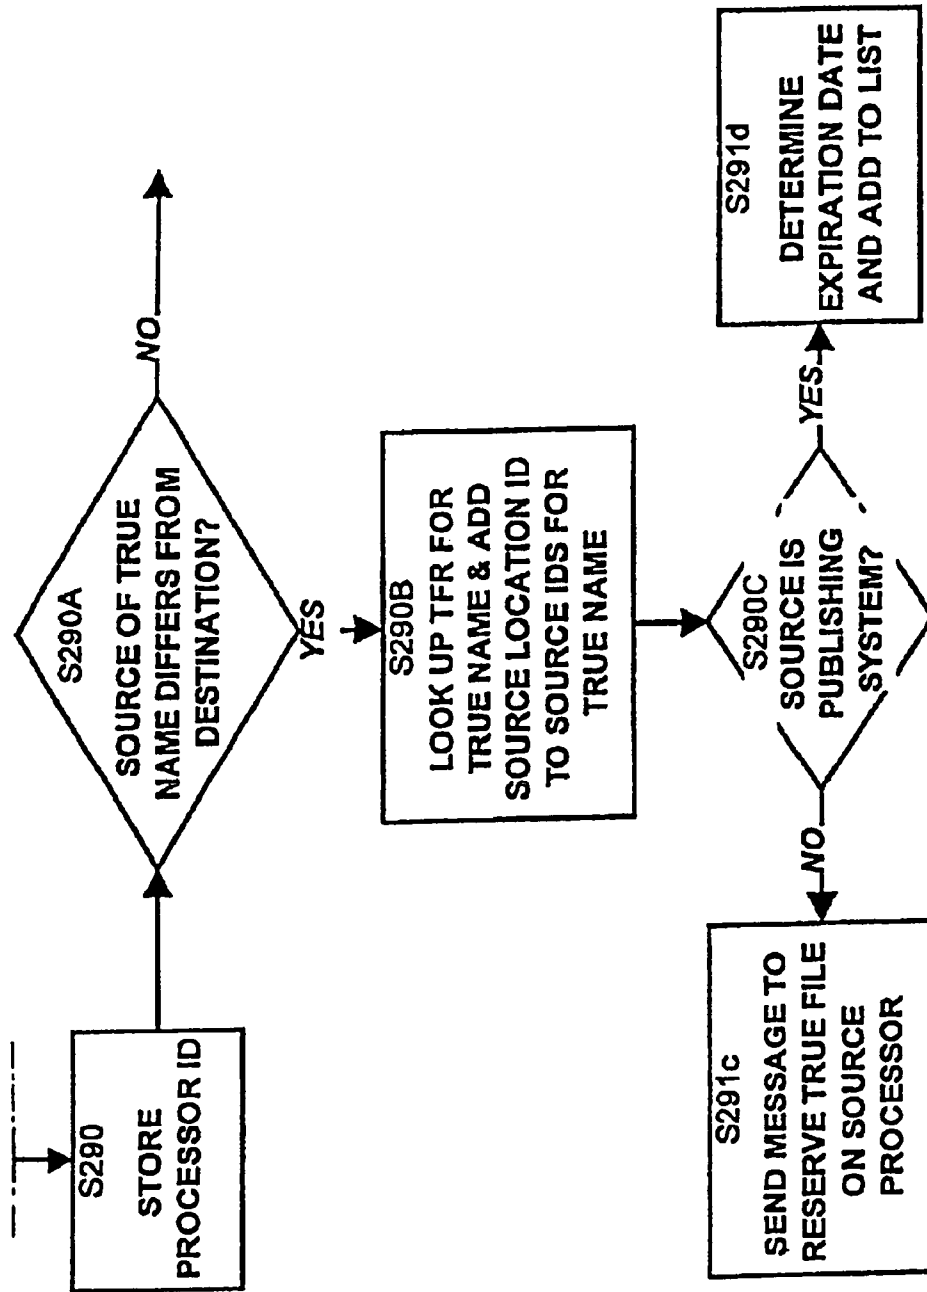 S290
STORE
PROCESSOR ID
S290A
SOURCE OF TRUE
NAME DIFFERS FROM
DESTINATION?
NO
YES
S290B
LOOK UP TFR FOR
TRUE NAME & ADD
SOURCE LOCATION ID
TO SOURCE IDS FOR
TRUE NAME
S290C
SOURCE IS
PUBLISHING
SYSTEM?
NO
YES
S291c
SEND MESSAGE TO
RESERVE TRUE FILE
ON SOURCE
PROCESSOR
S291d
DETERMINE
EXPIRATION DATE
AND ADD TO LIST